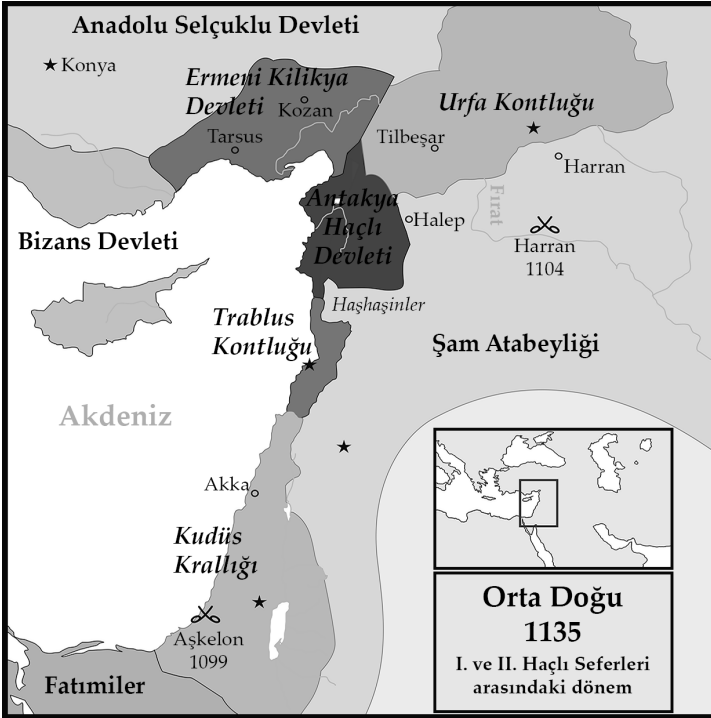 Anadolu Selçuklu Devleti
Konya
Ermeni Kilikya
Devleti
Kozan
Tarsus
Urfa Kontluğu
Tilbeşar
Harran
Fırat
Antakya
Haçlı
Devleti
Halep
Harran
1104
Bizans Devleti
Haşhaşinler
Trablus
Kontluğu
Şam Atabeyliği
Akdeniz
Akka
Kudüs
Krallığı
Aşkelon
1099
Fatımiler
Orta Doğu
1135
I. ve II. Haçlı Seferleri
arasındaki dönem